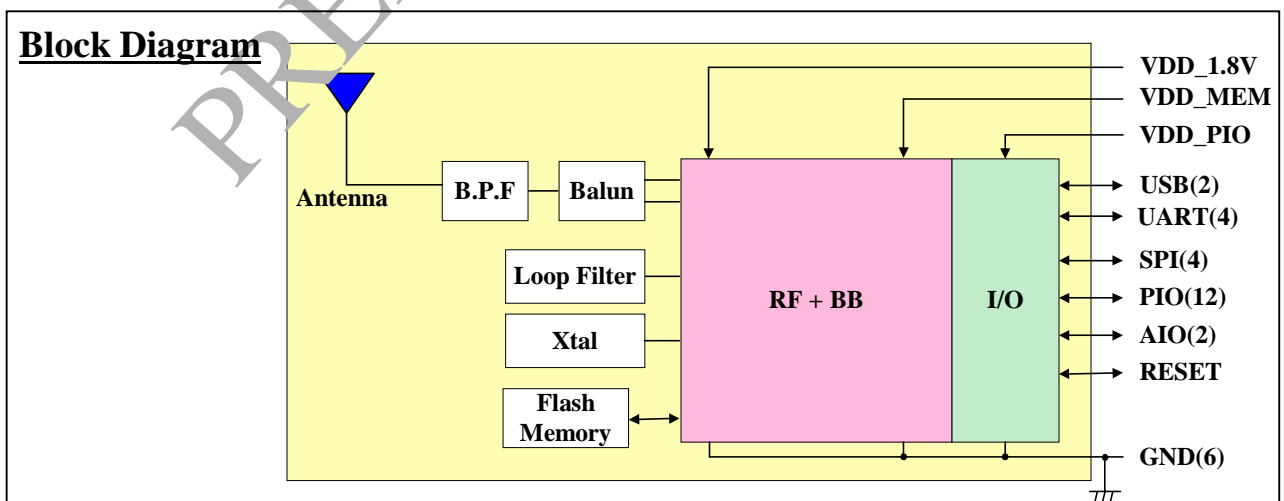 Block Diagram
VDD_1.8V
VDD_MEM
VDD_PIO
Antenna
B.P.F
Balun
USB(2)
UART(4)
Loop Filter
SPI(4)
RF + BB
I/O
PIO(12)
Xtal
AIO(2)
RESET
Flash
Memory
GND(6)
PRE